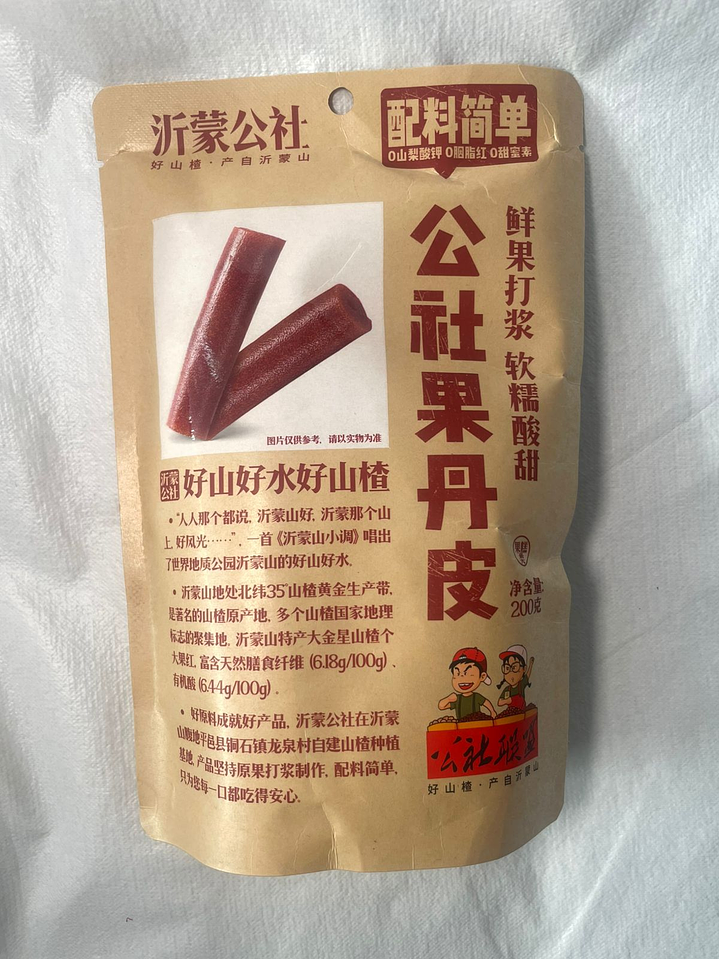 沂蒙公社
好山楂·产自沂蒙山
配料简单
0山梨酸钾 0胭脂红 0甜蜜素
鲜果打浆 软糯酸甜
公社果丹皮
图片仅供参考，请以实物为准
沂蒙公社
好山好水好山楂
•“人人那个都说，沂蒙山好，沂蒙那个山
上，好风光……”，一首《沂蒙山小调》唱出
了世界地质公园沂蒙山的好山好水。
•沂蒙山地处北纬35°山楂黄金生产带，
是著名的山楂原产地，多个山楂国家地理
标志的聚集地，沂蒙山特产大金星山楂个
大果红，富含天然膳食纤维（6.18g/100g）、
有机酸（6.44g/100g）。
•好原料成就好产品，沂蒙公社在沂蒙
山腹地平邑县铜石镇龙泉村自建山楂种植
基地，产品坚持原果打浆制作，配料简单，
只为您每一口都吃得安心。
净含量:
200克
公社联盟
好山楂·产自沂蒙山